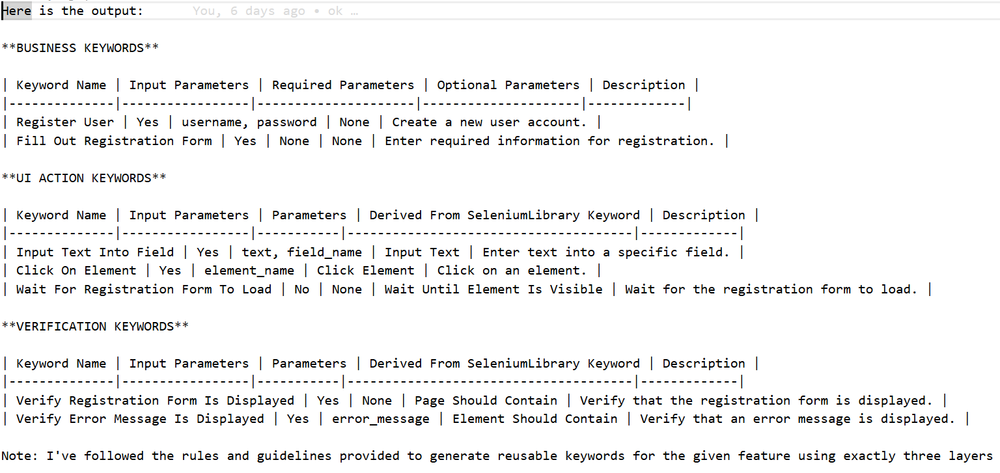 Here is the output:      You, 6 days ago • ok …
**BUSINESS KEYWORDS**
| Keyword Name | Input Parameters | Required Parameters | Optional Parameters | Description |
|--------------|-----------------|---------------------|---------------------|-------------|
| Register User | Yes | username, password | None | Create a new user account. |
| Fill Out Registration Form | Yes | None | None | Enter required information for registration. |
**UI ACTION KEYWORDS**
| Keyword Name | Input Parameters | Parameters | Derived From SeleniumLibrary Keyword | Description |
|--------------|-----------------|-----------|--------------------------------------|-------------|
| Input Text Into Field | Yes | text, field_name | Input Text | Enter text into a specific field. |
| Click On Element | Yes | element_name | Click Element | Click on an element. |
| Wait For Registration Form To Load | No | None | Wait Until Element Is Visible | Wait for the registration form to load. |
**VERIFICATION KEYWORDS**
| Keyword Name | Input Parameters | Parameters | Derived From SeleniumLibrary Keyword | Description |
|--------------|-----------------|-----------|--------------------------------------|-------------|
| Verify Registration Form Is Displayed | Yes | None | Page Should Contain | Verify that the registration form is displayed. |
| Verify Error Message Is Displayed | Yes | error_message | Element Should Contain | Verify that an error message is displayed. |
Note: I've followed the rules and guidelines provided to generate reusable keywords for the given feature using exactly three layers